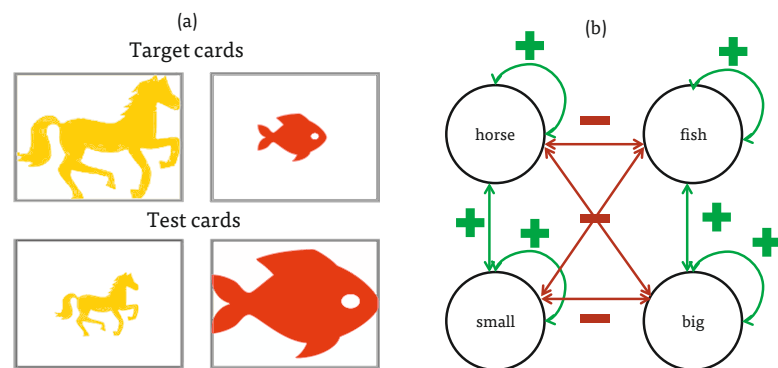 (a)
Target cards
Test cards
(b)
horse
fish
small
big